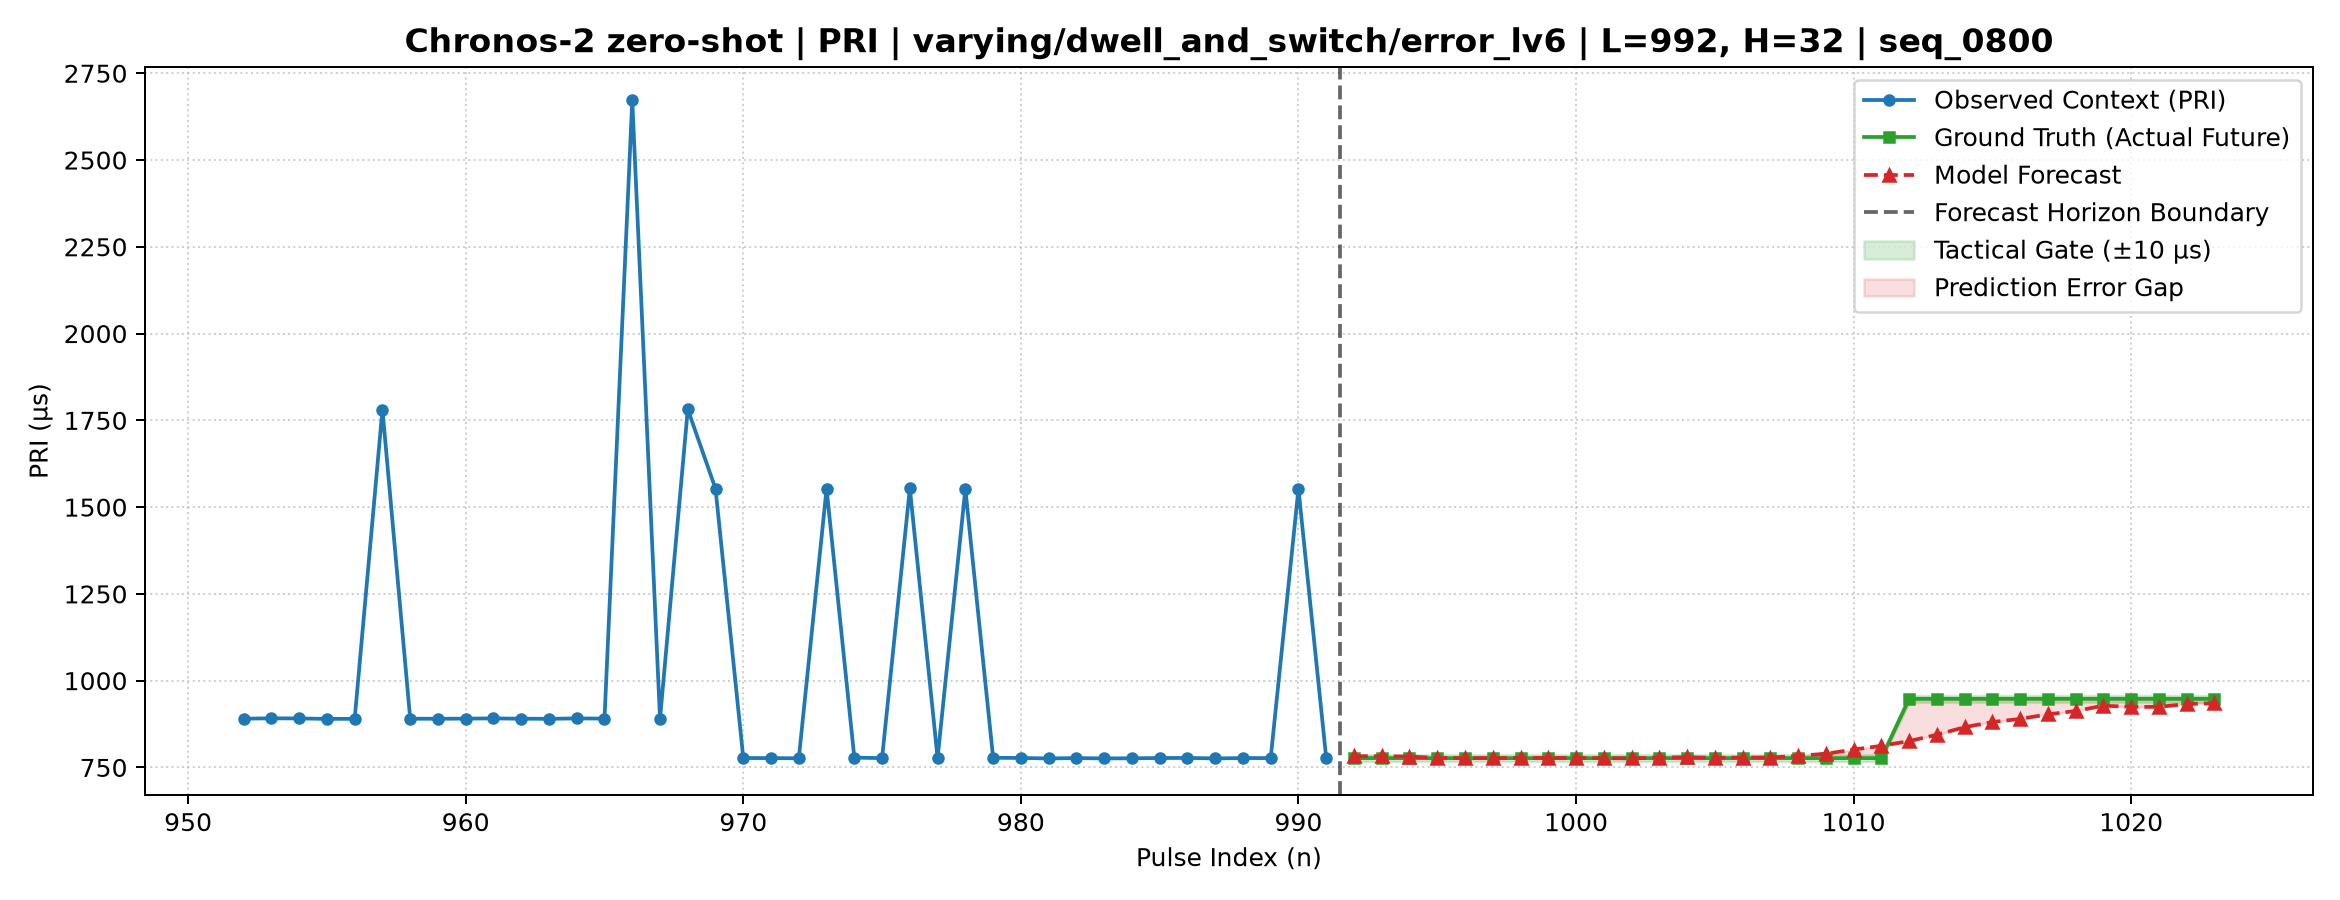 Chronos-2 zero-shot | PRI | varying/dwell_and_switch/error_lv6 | L=992, H=32 | seq_0800
PRI (µs)
2750
2500
2250
2000
1750
1500
1250
1000
750
Observed Context (PRI)
Ground Truth (Actual Future)
Model Forecast
Forecast Horizon Boundary
Tactical Gate (±10 µs)
Prediction Error Gap
950 960 970 980 990 1000 1010 1020
Pulse Index (n)